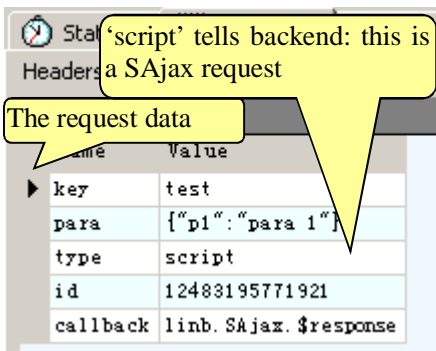 Stat
'script' tells backend: this is
a SAjax request
Headers
The request data
Name Value
key test
para {"p1":"para 1"}
type script
id 12483195771921
callback linb.SAjax.$response